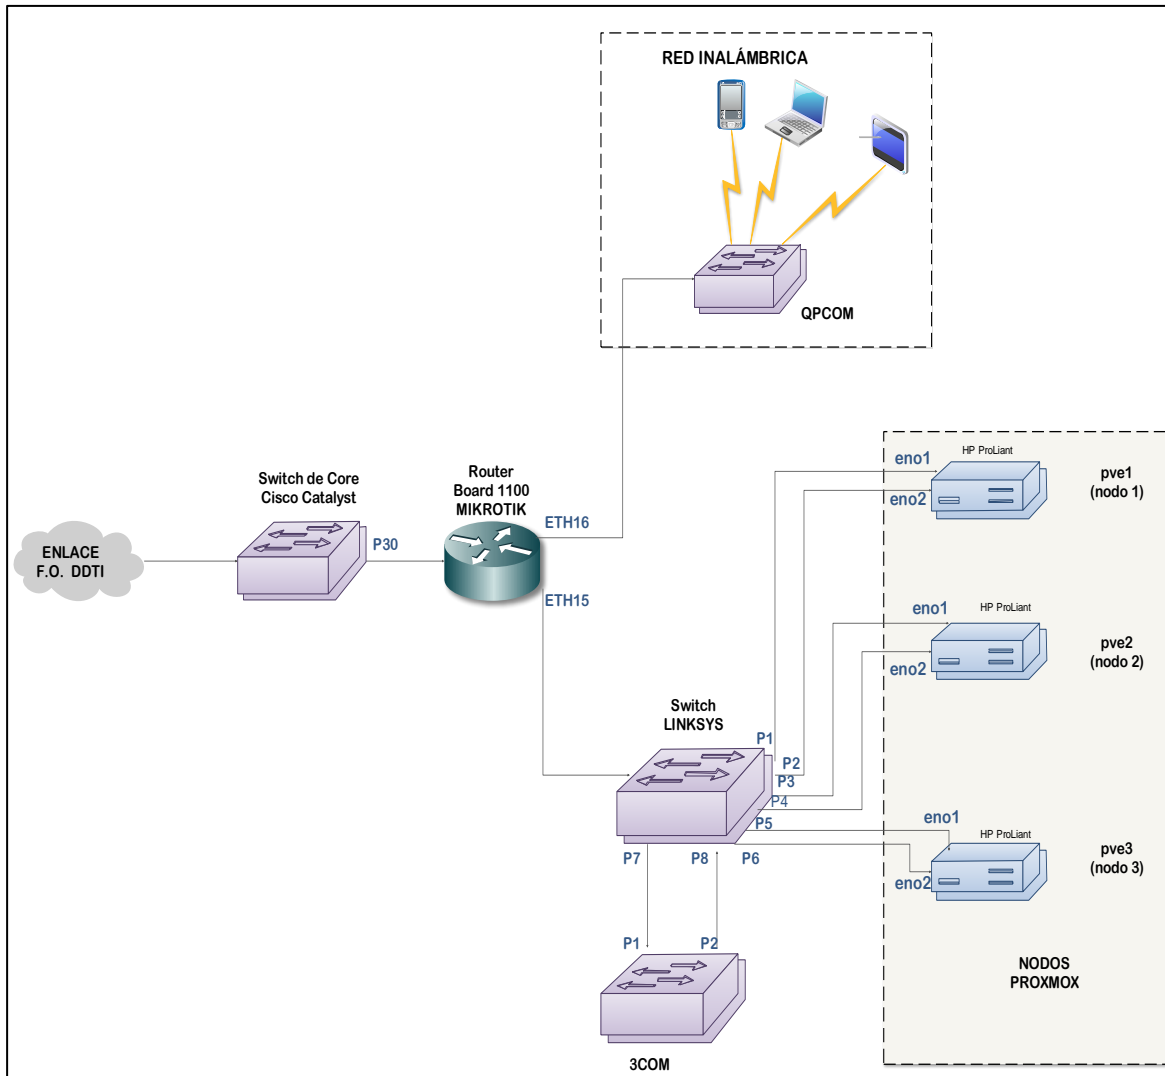 RED INALÁMBRICA
QPCOM
Switch de Core
Cisco Catalyst
Router
Board 1100
MIKROTIK
ENLACE
F.O. DDTI
P30
ETH16
ETH15
Switch
LINKSYS
P1
P2
P3
P4
P5
P6
P7
P8
P1
P2
3COM
eno1
eno2
HP ProLiant
pve1
(nodo 1)
eno1
eno2
HP ProLiant
pve2
(nodo 2)
eno1
eno2
HP ProLiant
pve3
(nodo 3)
NODOS
PROXMOX